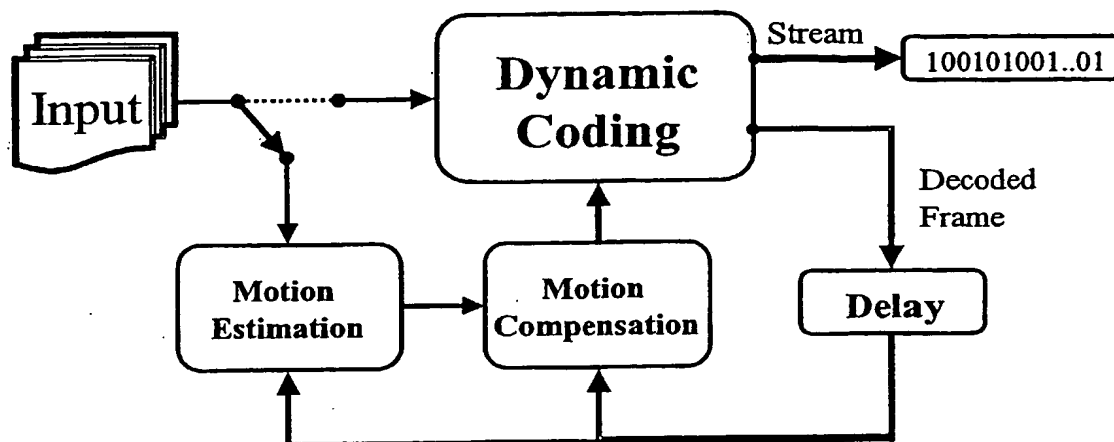 Input
Dynamic
Coding
Stream
100101001..01
Decoded
Frame
Motion
Estimation
Motion
Compensation
Delay